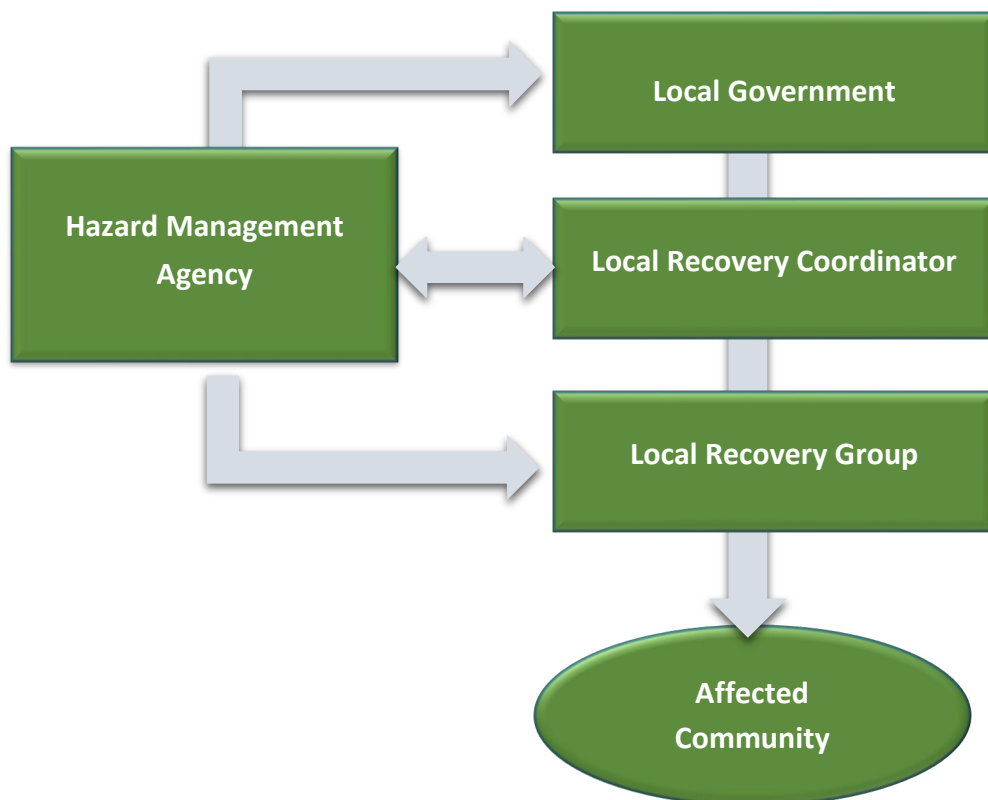 Local Government
Hazard Management
Agency
Local Recovery Coordinator
Local Recovery Group
Affected
Community